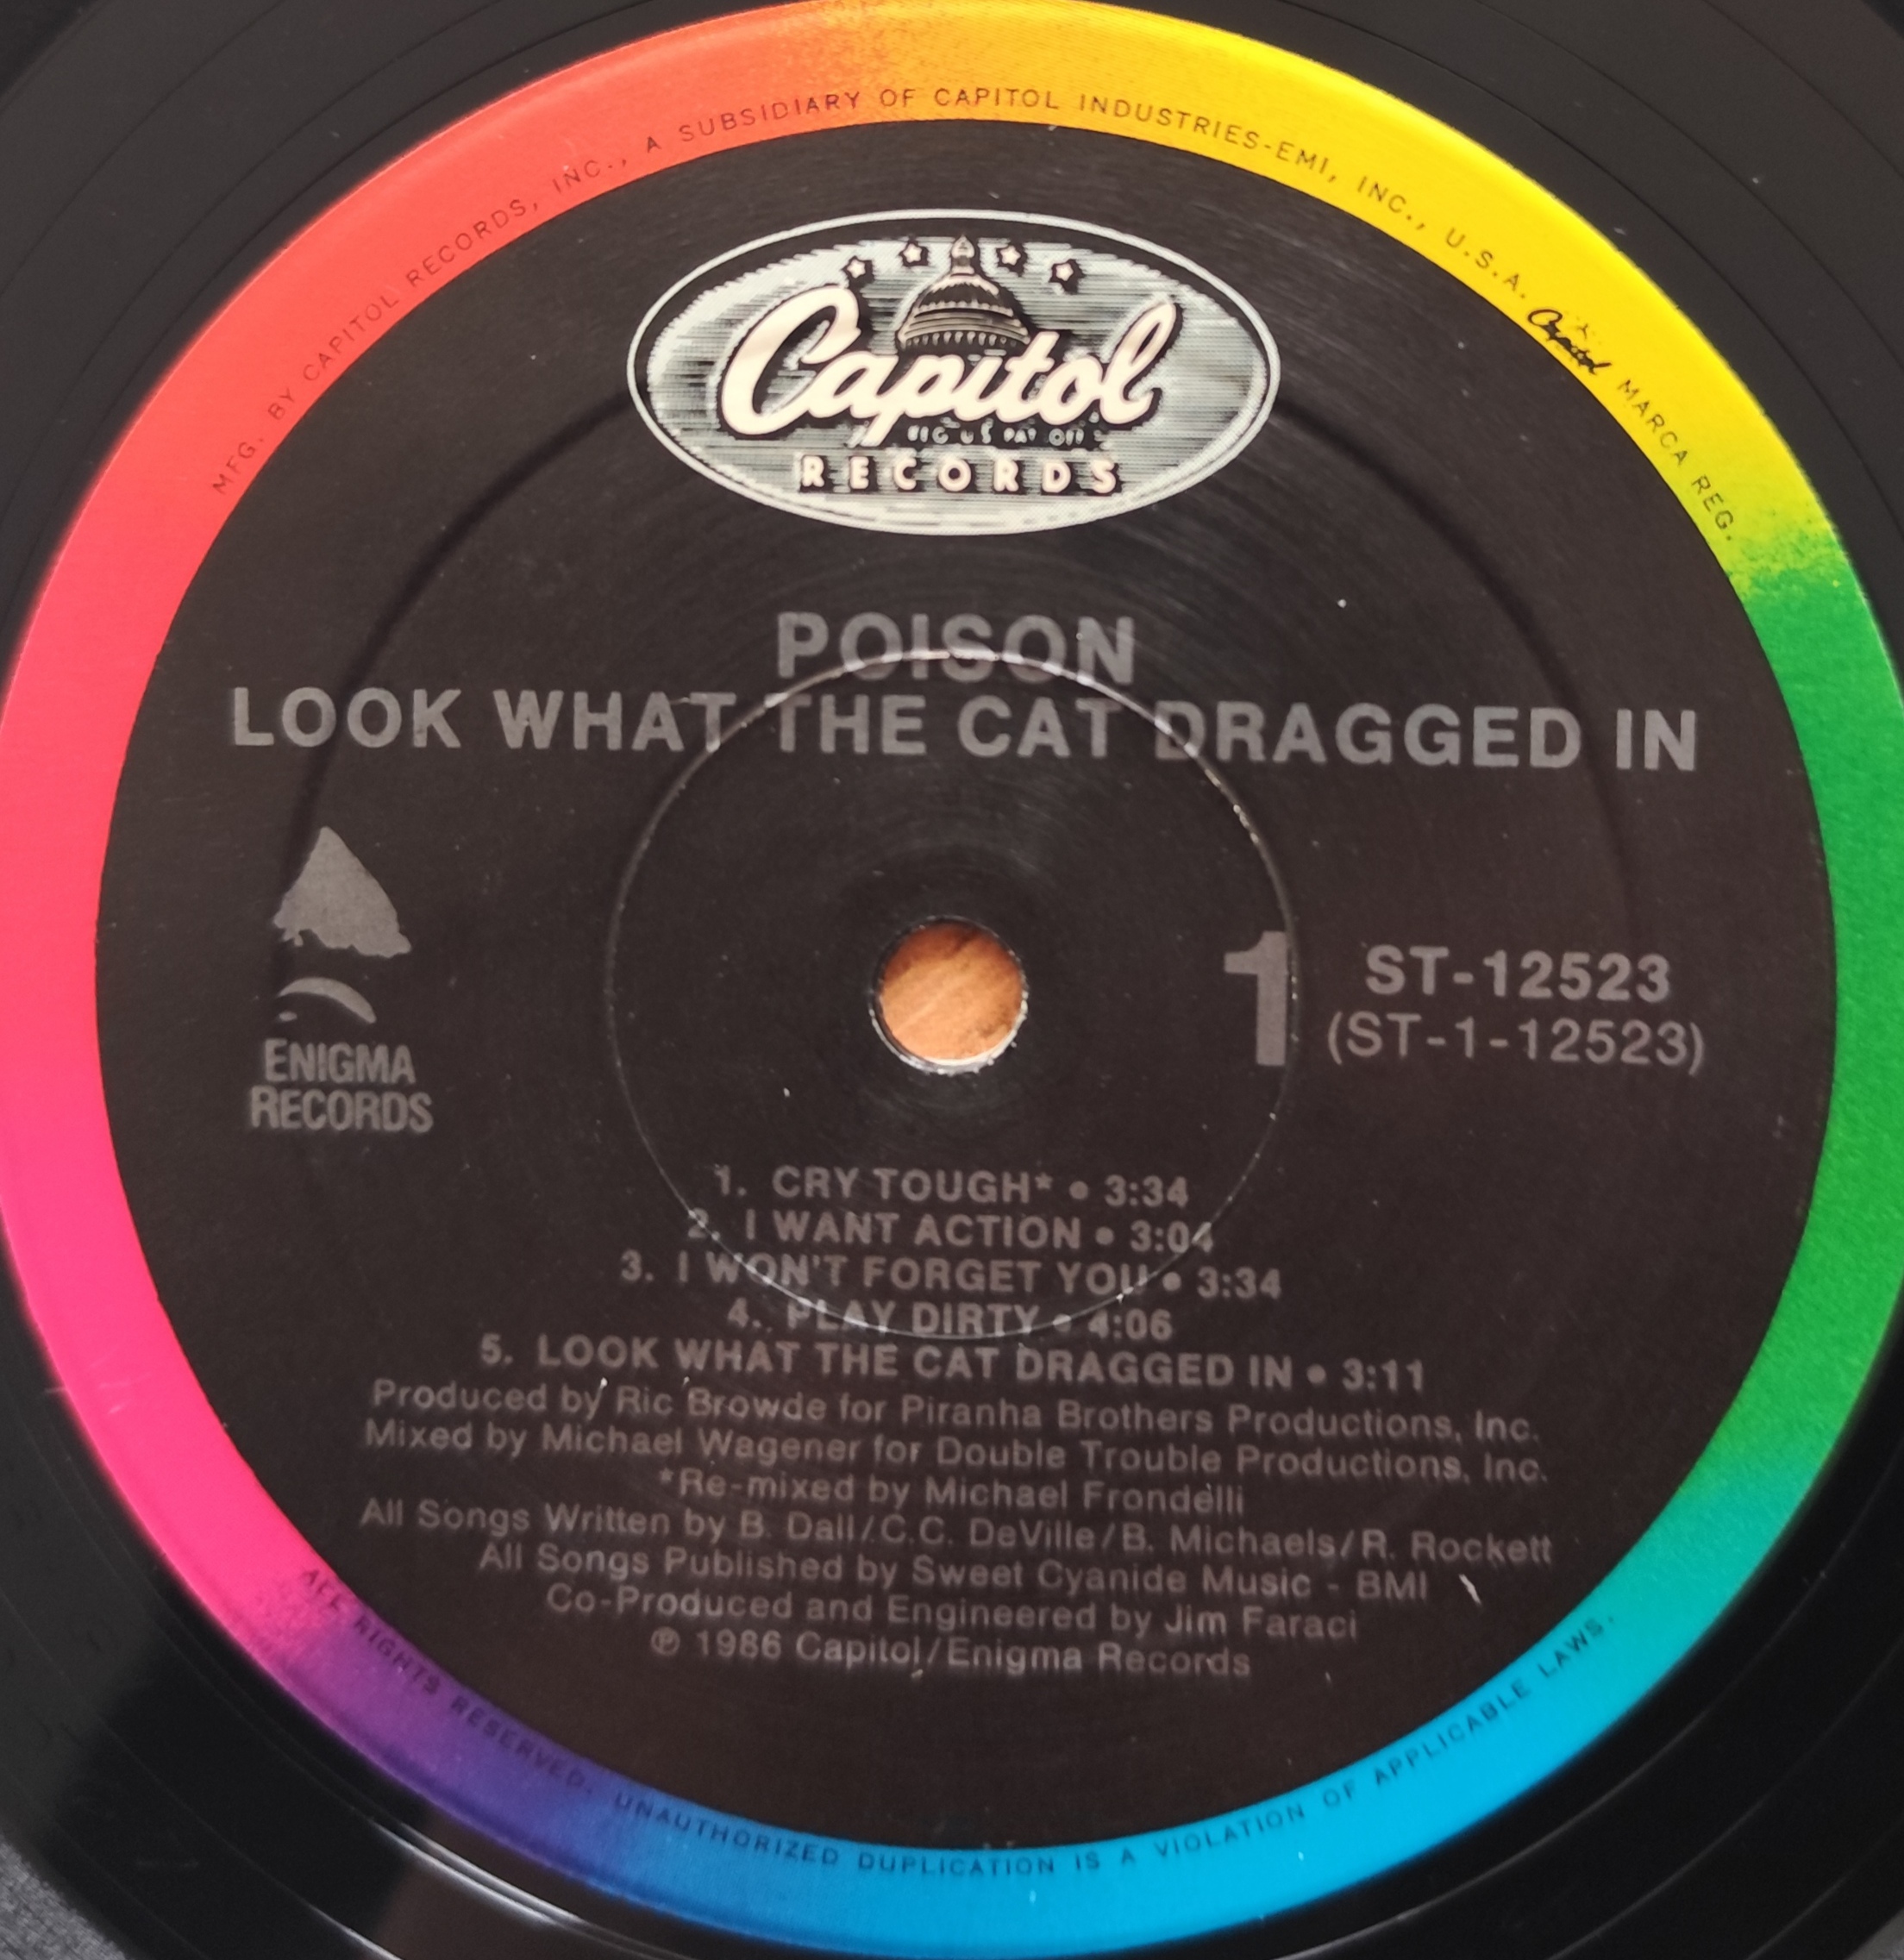 MFG. BY CAPITOL RECORDS, INC., A SUBSIDIARY OF CAPITOL INDUSTRIES-EMI, INC., U.S.A. Capitol MARCA REG.
Capitol
REG. U.S. PAT. OFF.
RECORDS
POISON
LOOK WHAT THE CAT DRAGGED IN
ENIGMA
RECORDS
1
ST-12523
(ST-1-12523)
1. CRY TOUGH* • 3:34
2. I WANT ACTION • 3:04
3. I WON'T FORGET YOU • 3:34
4. PLAY DIRTY • 4:06
5. LOOK WHAT THE CAT DRAGGED IN • 3:11
Produced by Ric Browde for Piranha Brothers Productions, Inc.
Mixed by Michael Wagener for Double Trouble Productions, Inc.
*Re-mixed by Michael Frondelli
All Songs Written by B. Dall/C.C. DeVille/B. Michaels/R. Rockett
All Songs Published by Sweet Cyanide Music - BMI
Co-Produced and Engineered by Jim Faraci
℗ 1986 Capitol/Enigma Records
ALL RIGHTS RESERVED. UNAUTHORIZED DUPLICATION IS A VIOLATION OF APPLICABLE LAWS.